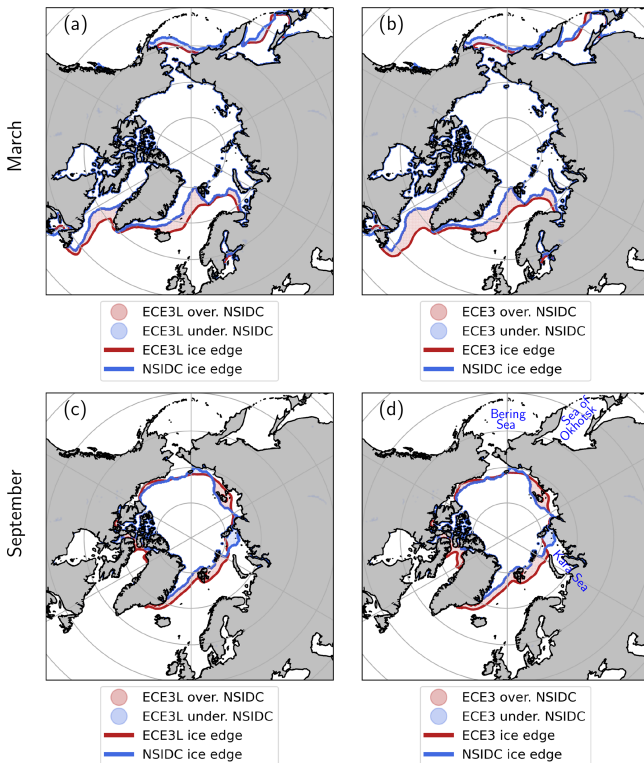 (a)
(b)
March
ECE3L over. NSIDC
ECE3L under. NSIDC
ECE3L ice edge
NSIDC ice edge
ECE3 over. NSIDC
ECE3 under. NSIDC
ECE3 ice edge
NSIDC ice edge
(c)
(d)
Bering
Sea
Sea of
Okhotsk
Kara Sea
September
ECE3L over. NSIDC
ECE3L under. NSIDC
ECE3L ice edge
NSIDC ice edge
ECE3 over. NSIDC
ECE3 under. NSIDC
ECE3 ice edge
NSIDC ice edge